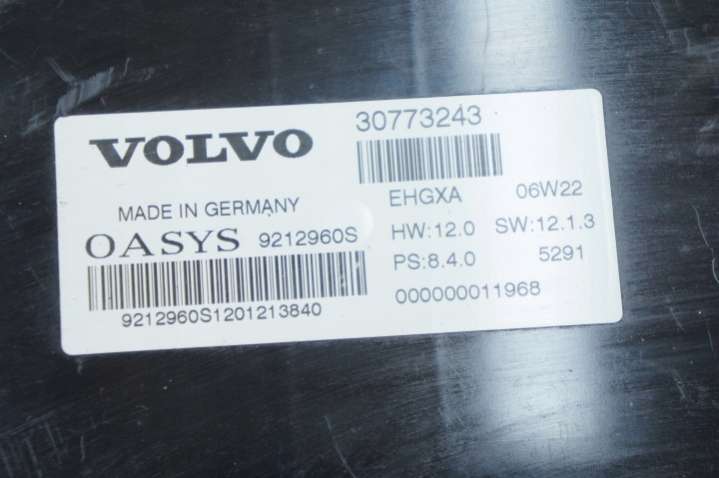 VOLVO
MADE IN GERMANY
OASYS 9212960S
9212960S1201213840
30773243
EHGXA 06W22
HW:12.0 SW:12.1.3
PS:8.4.0 5291
000000011968